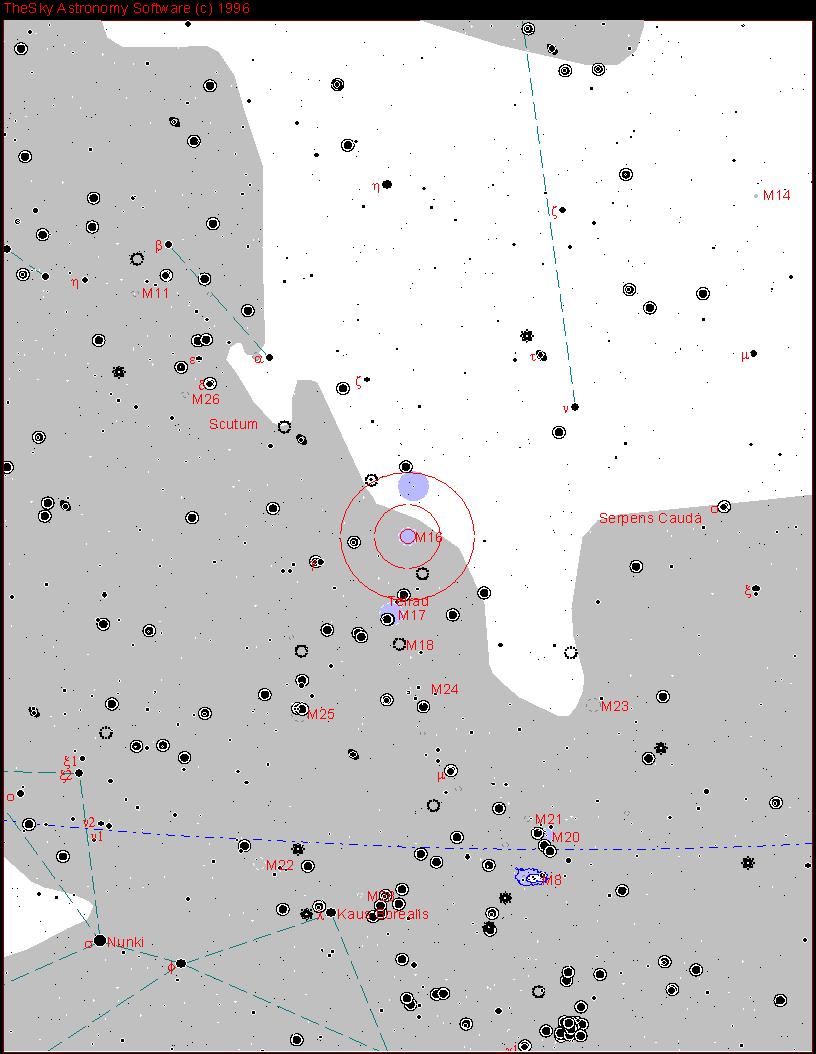 TheSky Astronomy Software (c) 1996
η
M14
ζ
β
η
M11
μ
τ
α
ε
ζ
ξ
M26
ν
Scutum
ο
Serpens Cauda
M16
γ
ξ
Telrad
M17
M18
M24
M23
M25
ξ1
ξ2
μ
ο
M21
ν2
ν1
M20
M22
M8
Kaus Borealis
σ
Nunki
φ